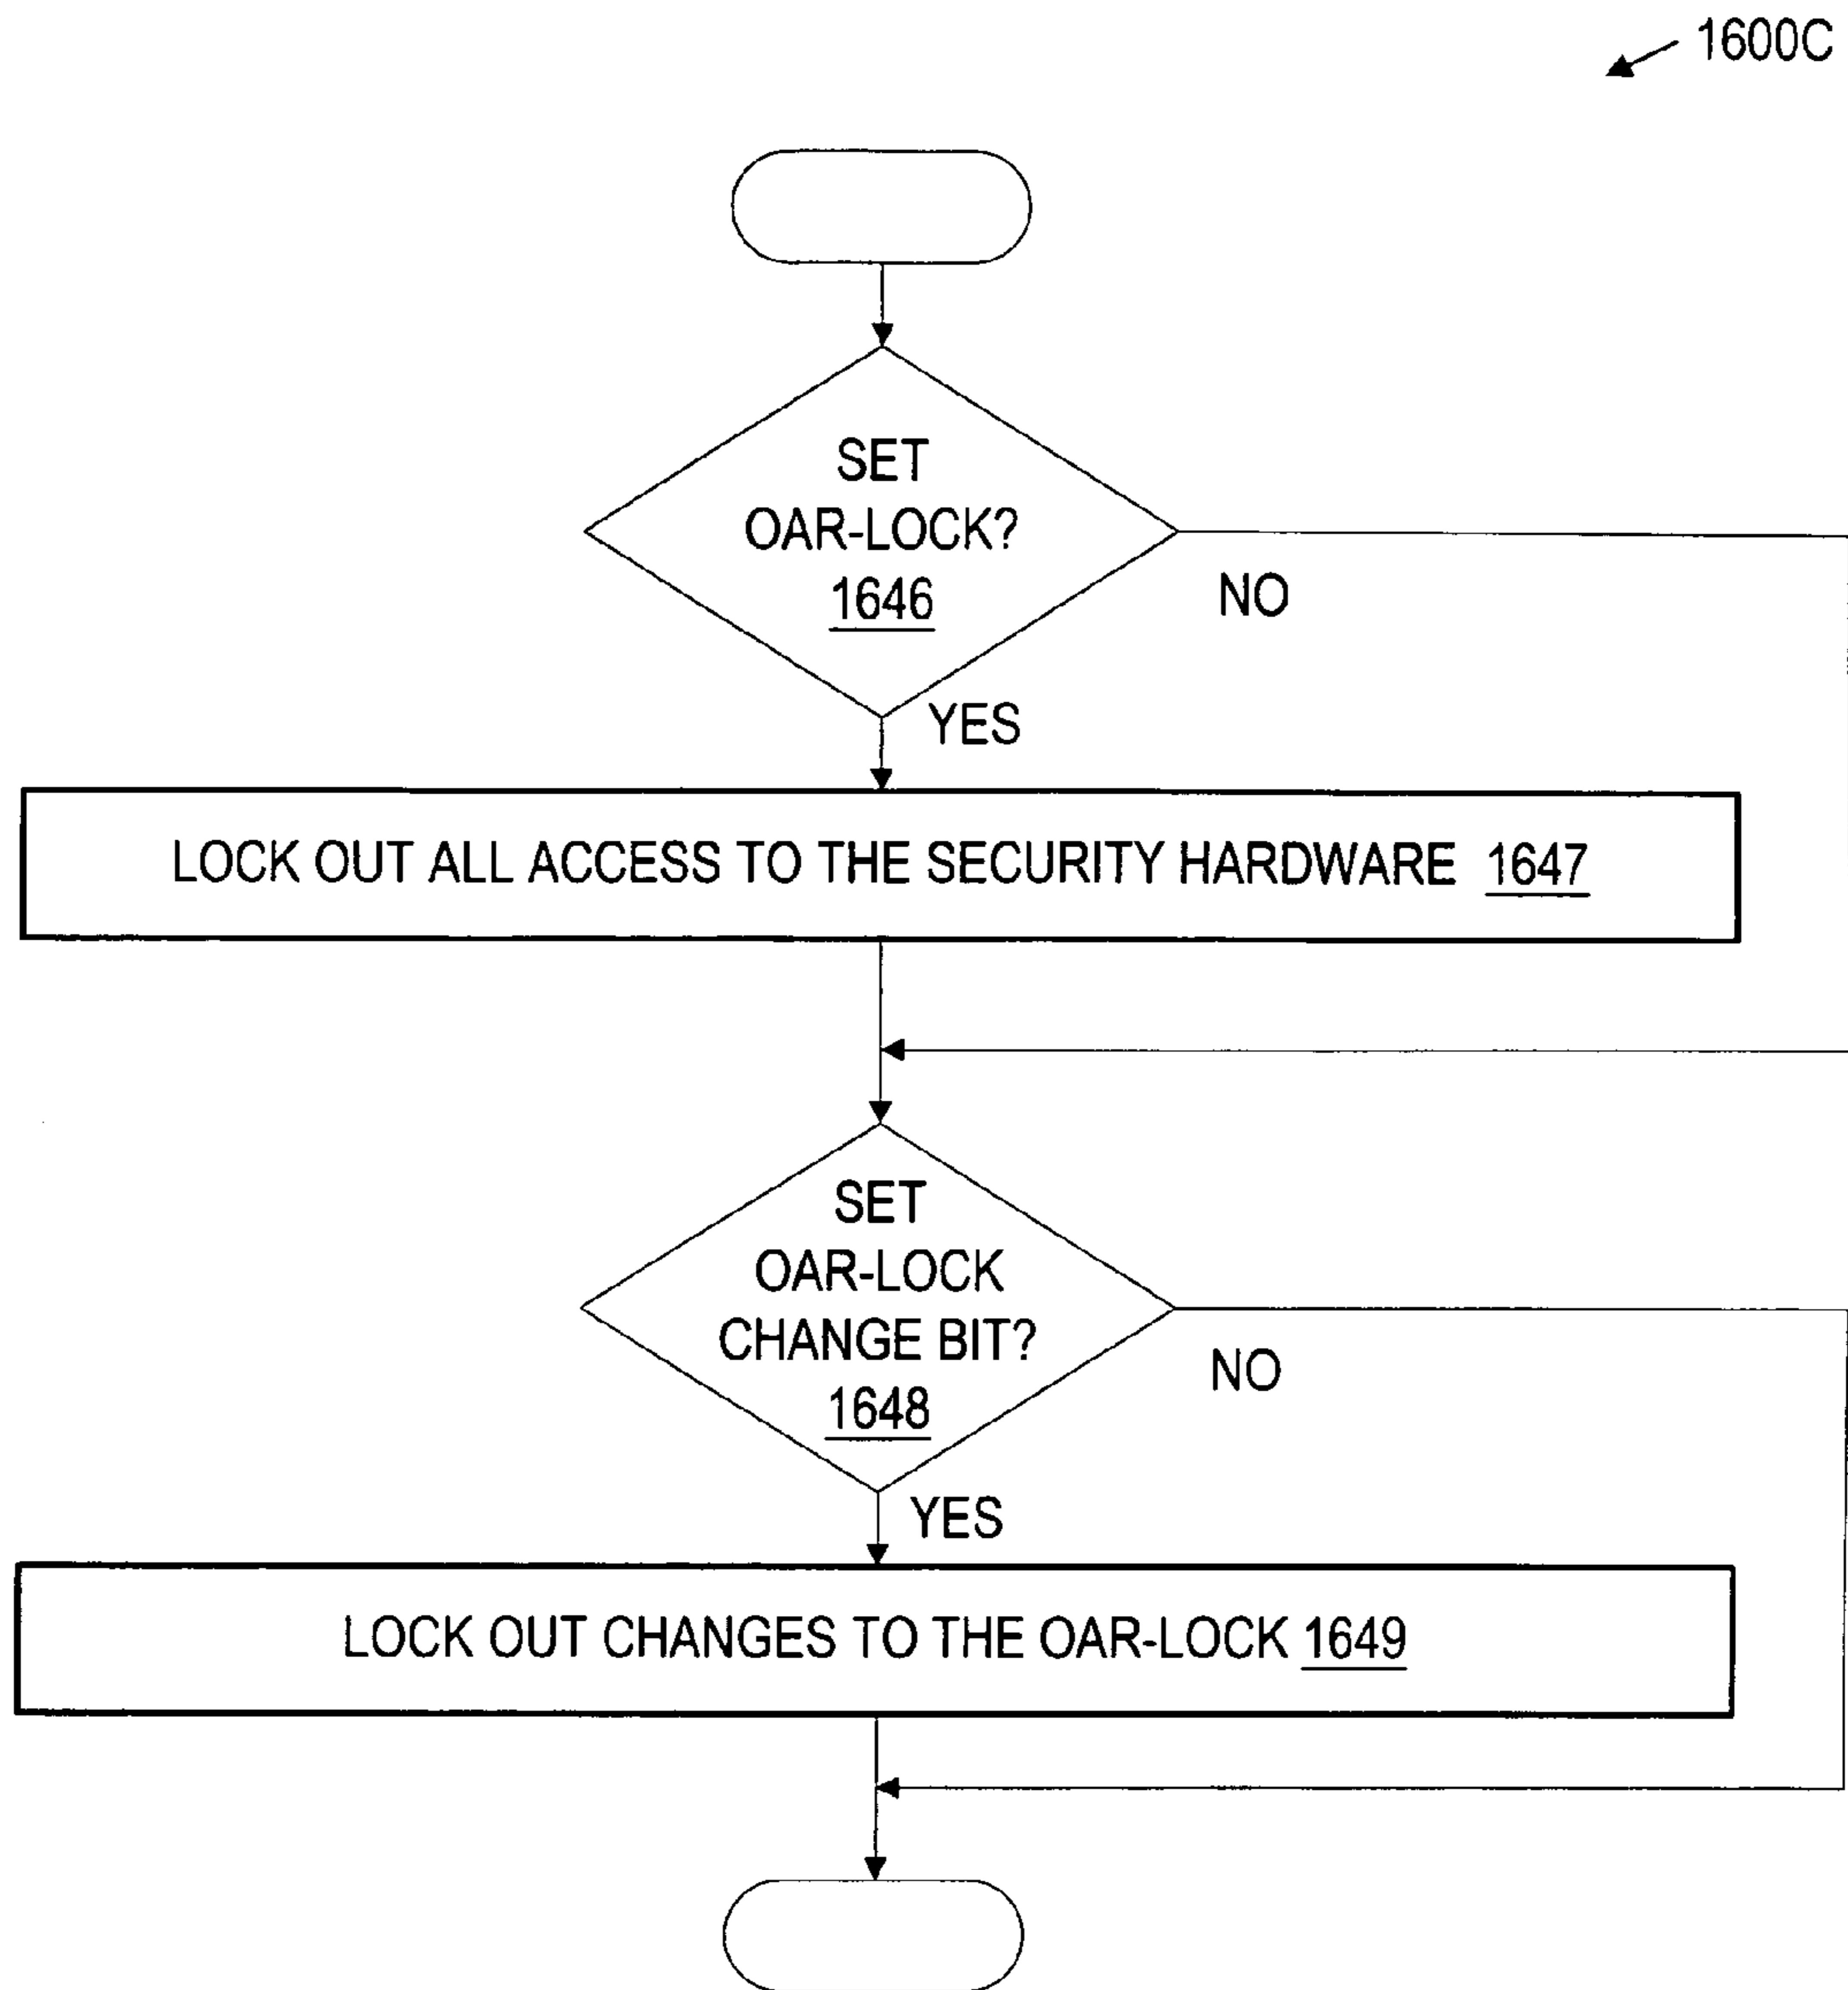 1600C
SET
OAR-LOCK?
1646
NO
YES
LOCK OUT ALL ACCESS TO THE SECURITY HARDWARE 1647
SET
OAR-LOCK
CHANGE BIT?
1648
NO
YES
LOCK OUT CHANGES TO THE OAR-LOCK 1649